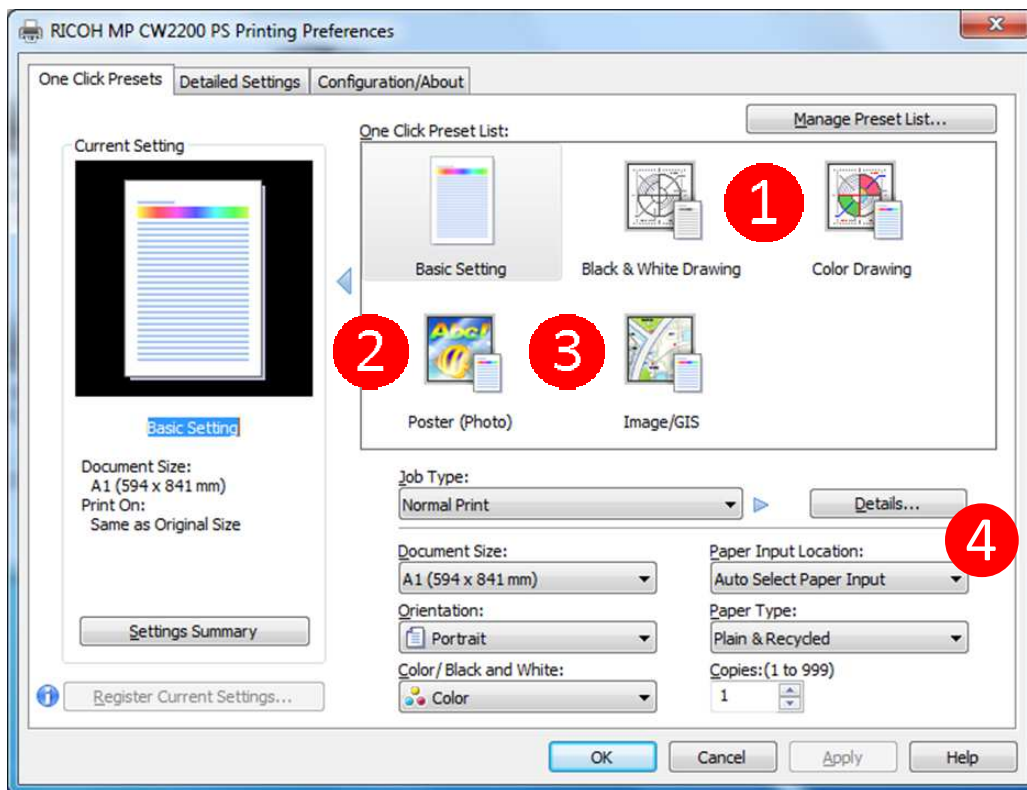 RICOH MP CW2200 PS Printing Preferences
One Click Presets
Detailed Settings
Configuration/About
Manage Preset List...
One Click Preset List:
Current Setting
1
Basic Setting
Black & White Drawing
Color Drawing
2
3
Abc!
@
Poster (Photo)
Image/GIS
Basic Setting
Document Size:
A1 (594 x 841 mm)
Print On:
Same as Original Size
Settings Summary
Register Current Settings...
Job Type:
Normal Print
Details...
4
Document Size:
A1 (594 x 841 mm)
Paper Input Location:
Auto Select Paper Input
Orientation:
Portrait
Paper Type:
Plain & Recycled
Color/ Black and White:
Color
Copies:(1 to 999)
1
OK
Cancel
Apply
Help